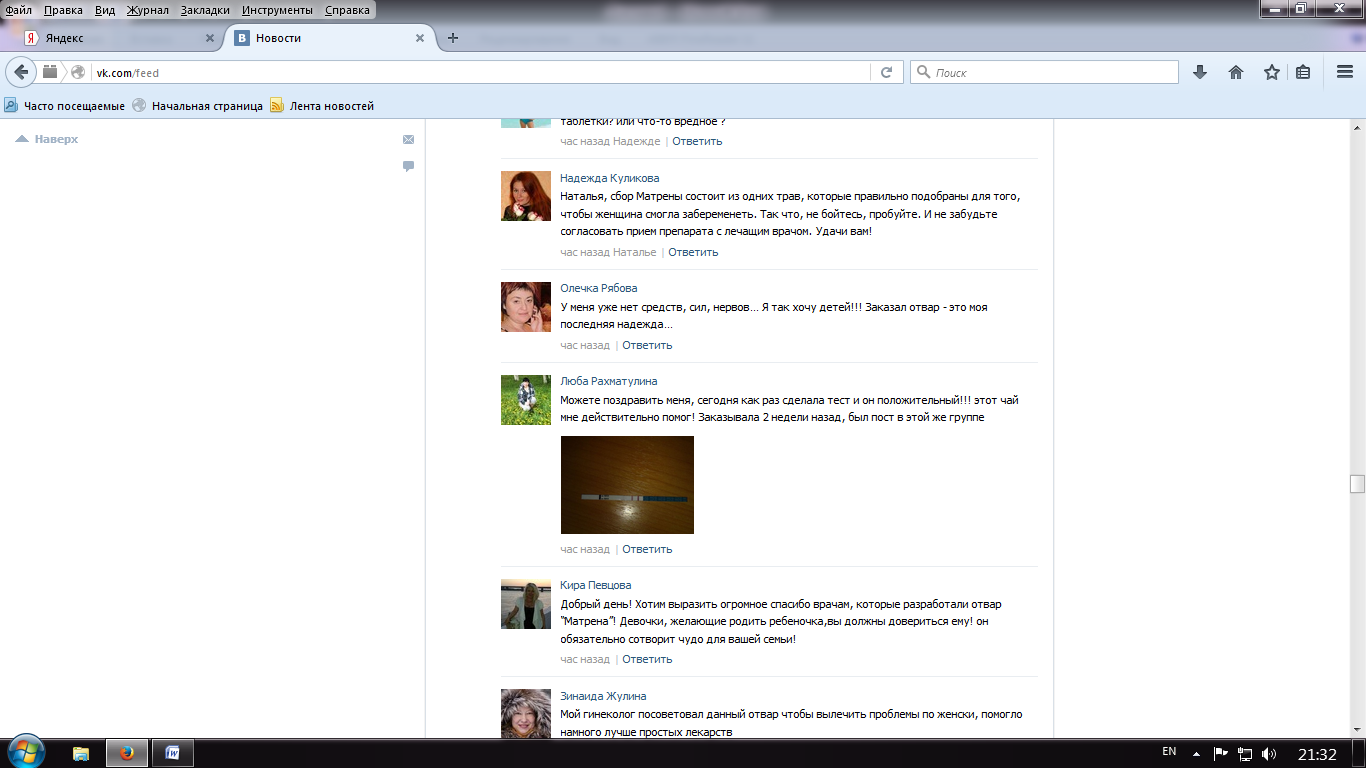 Файл Правка Вид Журнал Закладки Инструменты Справка
Яндекс
Новости
vk.com/feed
Поиск
Часто посещаемые Начальная страница Лента новостей
Наверх
таблетки? или что-то вредное ?
час назад Надежде | Ответить
Надежда Куликова
Наталья, сбор Матрены состоит из одних трав, которые правильно подобраны для того,
чтобы женщина смогла забеременеть. Так что, не бойтесь, пробуйте. И не забудьте
согласовать прием препарата с лечащим врачом. Удачи вам!
час назад Наталье | Ответить
Олечка Рябова
У меня уже нет средств, сил, нервов... Я так хочу детей!!! Заказал отвар - это моя
последняя надежда...
час назад | Ответить
Люба Рахматулина
Можете поздравить меня, сегодня как раз сделала тест и он положительный!!! этот чай
мне действительно помог! Заказывала 2 недели назад, был пост в этой же группе
час назад | Ответить
Кира Певцова
Добрый день! Хотим выразить огромное спасибо врачам, которые разработали отвар
"Матрена"! Девочки, желающие родить ребеночка,вы должны довериться ему! он
обязательно сотворит чудо для вашей семьи!
час назад | Ответить
Зинаида Жулина
Мой гинеколог посоветовал данный отвар чтобы вылечить проблемы по женски, помогло
намного лучше простых лекарств
EN
21:32